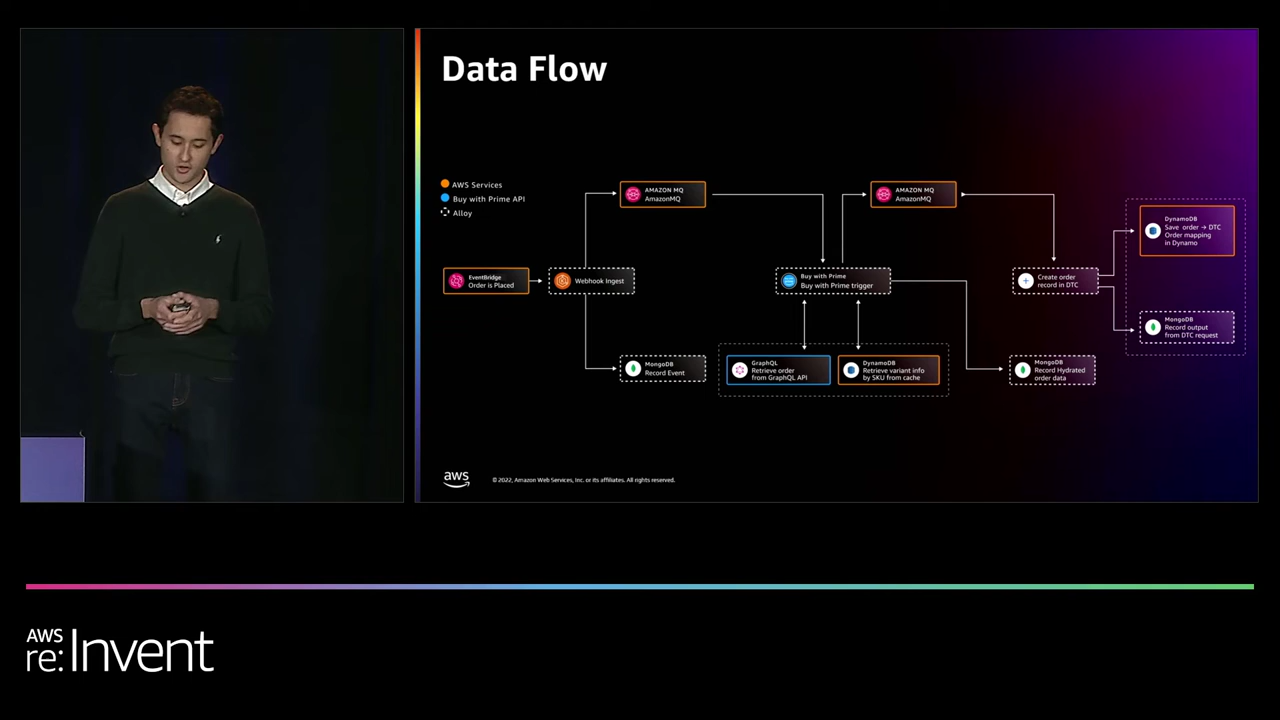 Data Flow
AWS Services
Buy with Prime API
Alloy
EventBridge
Order is Placed
Webhook Ingest
AMAZON MQ
AmazonMQ
MongoDB
Record Event
Buy with Prime
Buy with Prime trigger
GraphQL
Retrieve order
from GraphQL API
DynamoDB
Retrieve variant info
by SKU from cache
AMAZON MQ
AmazonMQ
Create order
record in DTC
MongoDB
Record Hydrated
order data
DynamoDB
Save order → DTC
Order mapping
in Dynamo
MongoDB
Record output
from DTC request
aws
© 2022, Amazon Web Services, Inc. or its affiliates. All rights reserved.
AWS
re:Invent